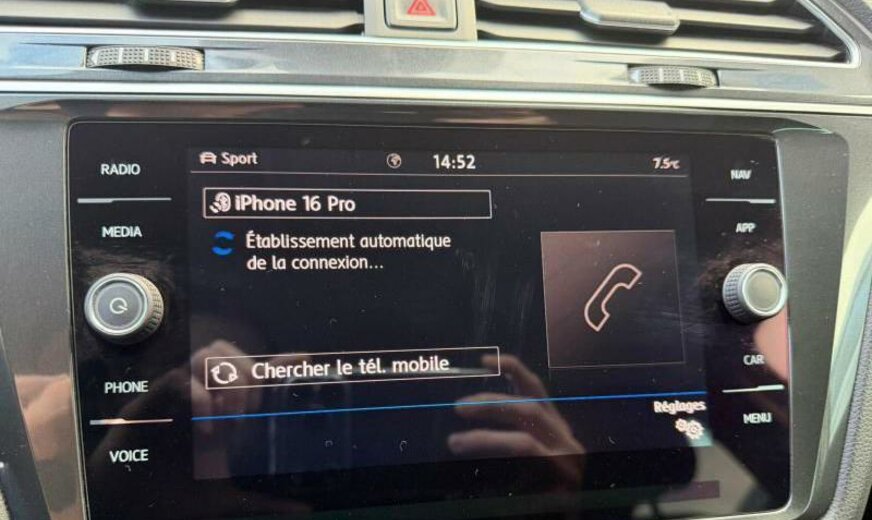 RADIO
MEDIA
PHONE
VOICE
Sport
14:52
7.5°C
iPhone 16 Pro
Établissement automatique
de la connexion...
Chercher le tél. mobile
Réglages
NAV
APP
CAR
MENU